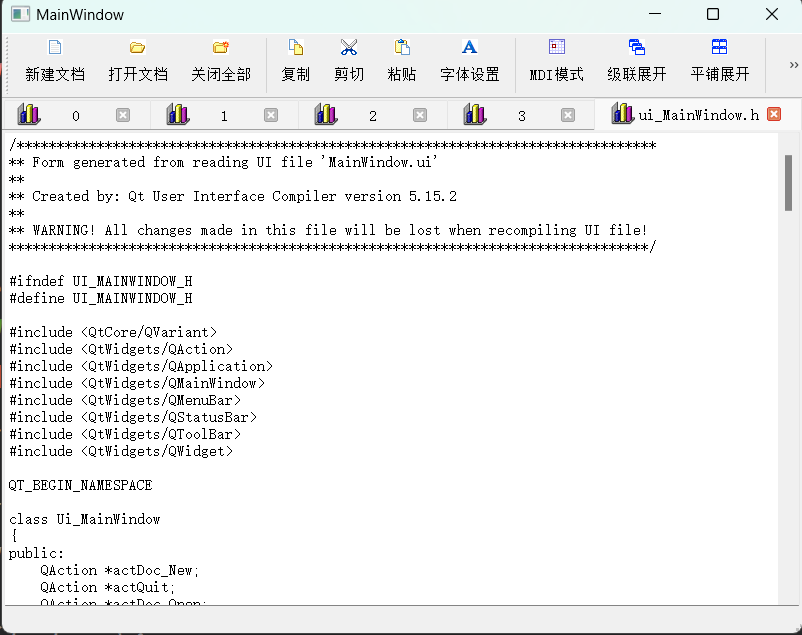 MainWindow
新建文档 打开文档 关闭全部 复制 剪切 粘贴 字体设置 MDI模式 级联展开 平铺展开 »
0 1 2 3 ui_MainWindow.h
/********************************************************************************
** Form generated from reading UI file 'MainWindow.ui'
**
** Created by: Qt User Interface Compiler version 5.15.2
**
** WARNING! All changes made in this file will be lost when recompiling UI file!
********************************************************************************/
#ifndef UI_MAINWINDOW_H
#define UI_MAINWINDOW_H
#include <QtCore/QVariant>
#include <QtWidgets/QAction>
#include <QtWidgets/QApplication>
#include <QtWidgets/QMainWindow>
#include <QtWidgets/QMenuBar>
#include <QtWidgets/QStatusBar>
#include <QtWidgets/QToolBar>
#include <QtWidgets/QWidget>
QT_BEGIN_NAMESPACE
class Ui_MainWindow
{
public:
    QAction *actDoc_New;
    QAction *actQuit;
    QAction *actDoc_Open;